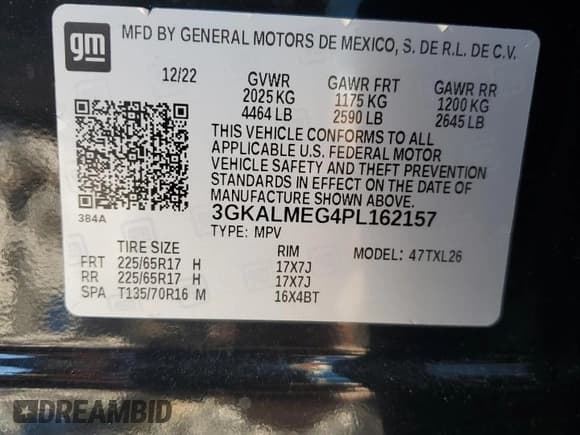 gm
MFD BY GENERAL MOTORS DE MEXICO, S. DE R.L. DE C.V.
12/22 GVWR GAWR FRT GAWR RR
2025 KG 1175 KG 1200 KG
4464 LB 2590 LB 2645 LB
THIS VEHICLE CONFORMS TO ALL
APPLICABLE U.S. FEDERAL MOTOR
VEHICLE SAFETY AND THEFT PREVENTION
STANDARDS IN EFFECT ON THE DATE OF
MANUFACTURE SHOWN ABOVE.
384A 3GKALMEG4PL162157
TYPE: MPV
TIRE SIZE RIM MODEL: 47TXL26
FRT 225/65R17 H 17X7J
RR 225/65R17 H 17X7J
SPA T135/70R16 M 16X4BT
DREAMBID